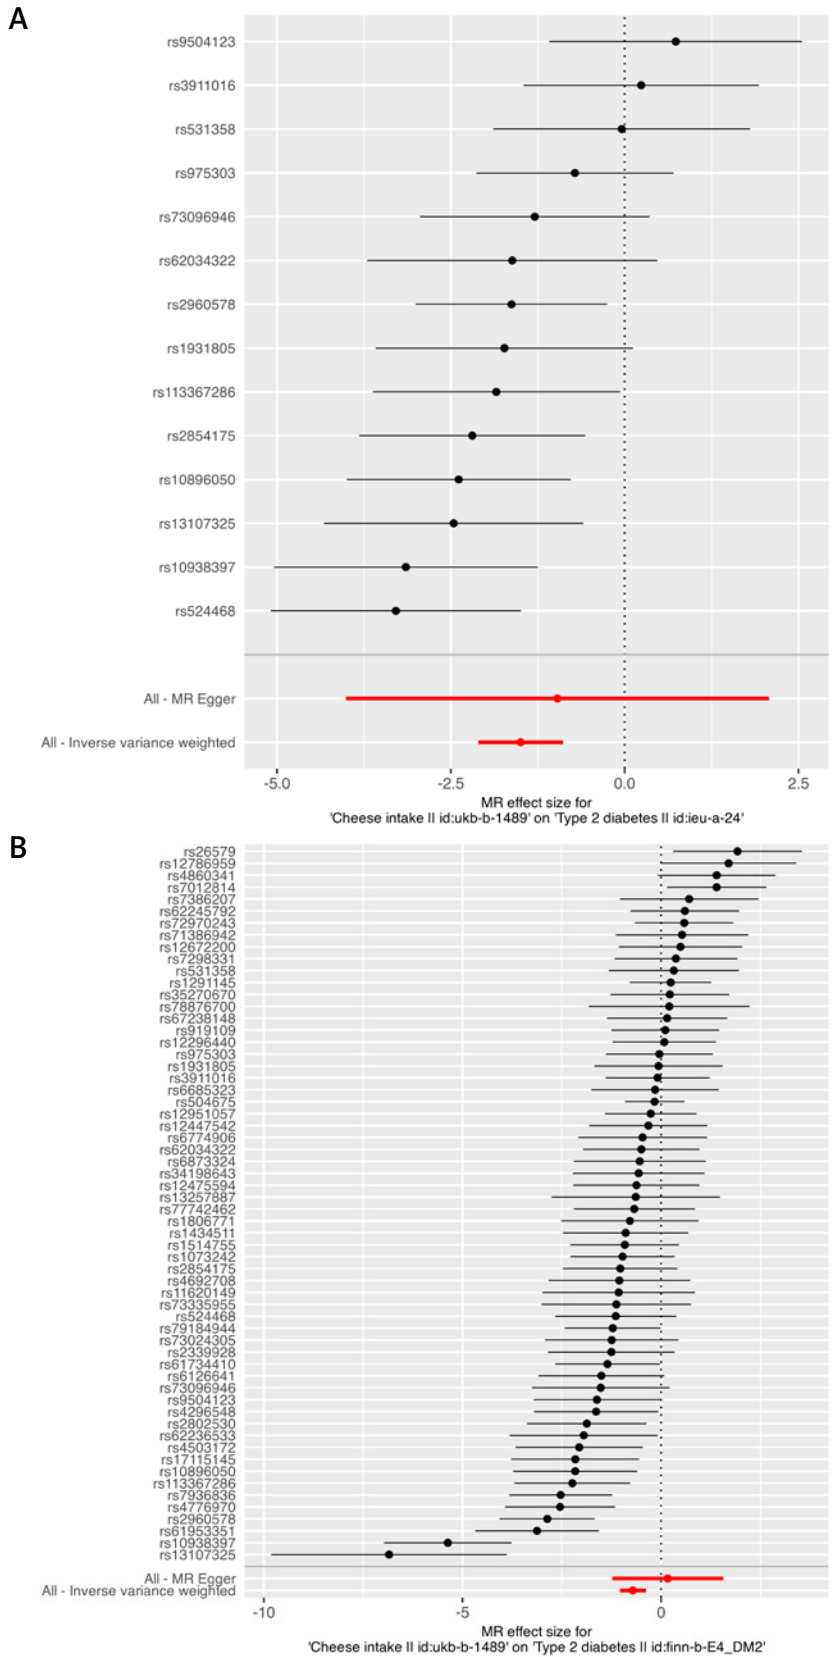 A
rs9504123
rs3911016
rs531358
rs975303
rs73096946
rs62034322
rs2960578
rs1931805
rs113367286
rs2854175
rs10896050
rs13107325
rs10938397
rs524468
All - MR Egger
All - Inverse variance weighted
-5.0 -2.5 0.0 2.5
MR effect size for
'Cheese intake II id:ukb-b-1489' on 'Type 2 diabetes II id:ieu-a-24'
B
rs26579
rs12786959
rs4860341
rs7012814
rs7386207
rs62245792
rs72970243
rs71386942
rs12672200
rs7298331
rs531358
rs1291145
rs35270670
rs78876700
rs67238148
rs919109
rs12296440
rs975303
rs1931805
rs3911016
rs6685323
rs504675
rs12951057
rs12447542
rs6774906
rs62034322
rs6873324
rs34198643
rs12475594
rs13257887
rs77742462
rs1806771
rs1434511
rs1514755
rs1073242
rs2854175
rs4692708
rs11620149
rs73335955
rs524468
rs79184944
rs73024305
rs2339928
rs61734410
rs6126641
rs73096946
rs9504123
rs4296548
rs2802530
rs62236533
rs4503172
rs17115145
rs10896050
rs113367286
rs7936836
rs4776970
rs2960578
rs61953351
rs10938397
rs13107325
All - MR Egger
All - Inverse variance weighted
-10 -5 0
MR effect size for
'Cheese intake II id:ukb-b-1489' on 'Type 2 diabetes II id:finn-b-E4_DM2'